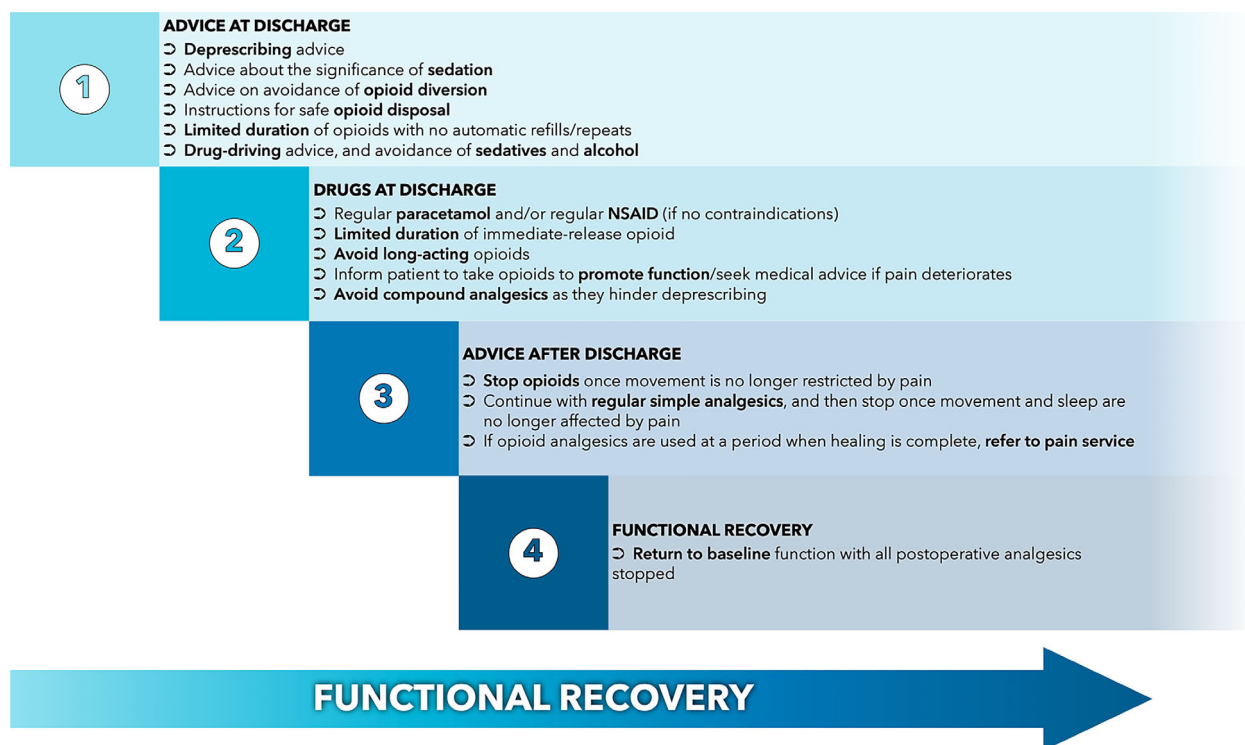 1
ADVICE AT DISCHARGE
➲ Deprescribing advice
➲ Advice about the significance of sedation
➲ Advice on avoidance of opioid diversion
➲ Instructions for safe opioid disposal
➲ Limited duration of opioids with no automatic refills/repeats
➲ Drug-driving advice, and avoidance of sedatives and alcohol
2
DRUGS AT DISCHARGE
➲ Regular paracetamol and/or regular NSAID (if no contraindications)
➲ Limited duration of immediate-release opioid
➲ Avoid long-acting opioids
➲ Inform patient to take opioids to promote function/seek medical advice if pain deteriorates
➲ Avoid compound analgesics as they hinder deprescribing
3
ADVICE AFTER DISCHARGE
➲ Stop opioids once movement is no longer restricted by pain
➲ Continue with regular simple analgesics, and then stop once movement and sleep are
no longer affected by pain
➲ If opioid analgesics are used at a period when healing is complete, refer to pain service
4
FUNCTIONAL RECOVERY
➲ Return to baseline function with all postoperative analgesics
stopped
FUNCTIONAL RECOVERY